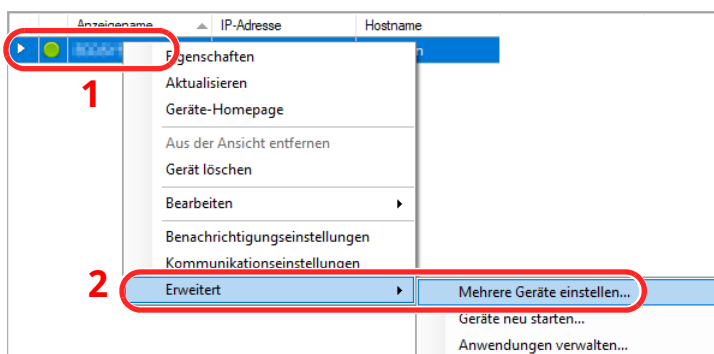 Anzeigename IP-Adresse Hostname
1
Eigenschaften
Aktualisieren
Geräte-Homepage
Aus der Ansicht entfernen
Gerät löschen
Bearbeiten
Benachrichtigungseinstellungen
Kommunikationseinstellungen
2
Erweitert
Mehrere Geräte einstellen...
Geräte neu starten...
Anwendungen verwalten...